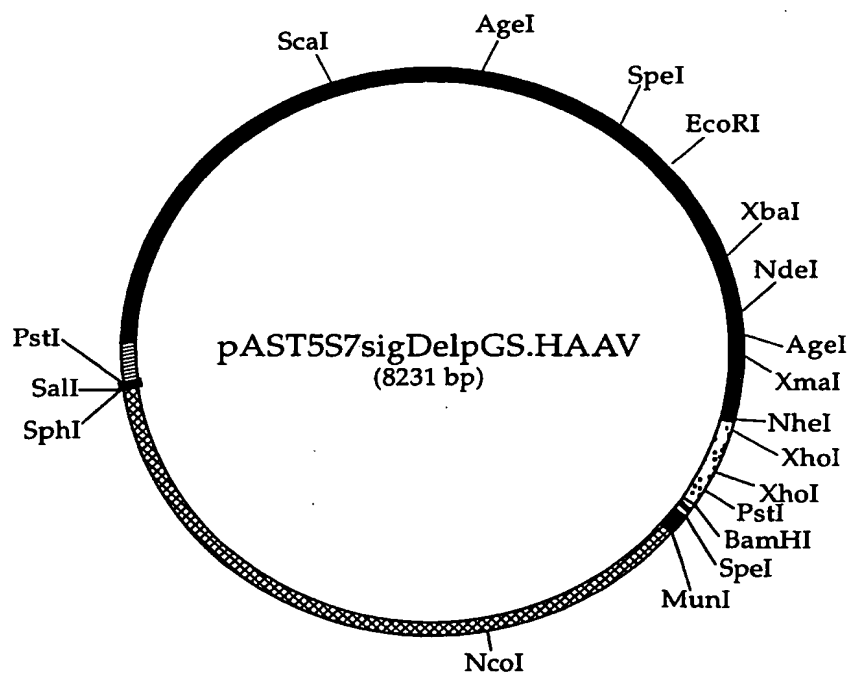 ScaI
AgeI
SpeI
EcoRI
XbaI
NdeI
AgeI
XmaI
NheI
XhoI
XhoI
PstI
BamHI
SpeI
MunI
NcoI
SphI
SalI
PstI
pAST5S7sigDelpGS.HAAV
(8231 bp)